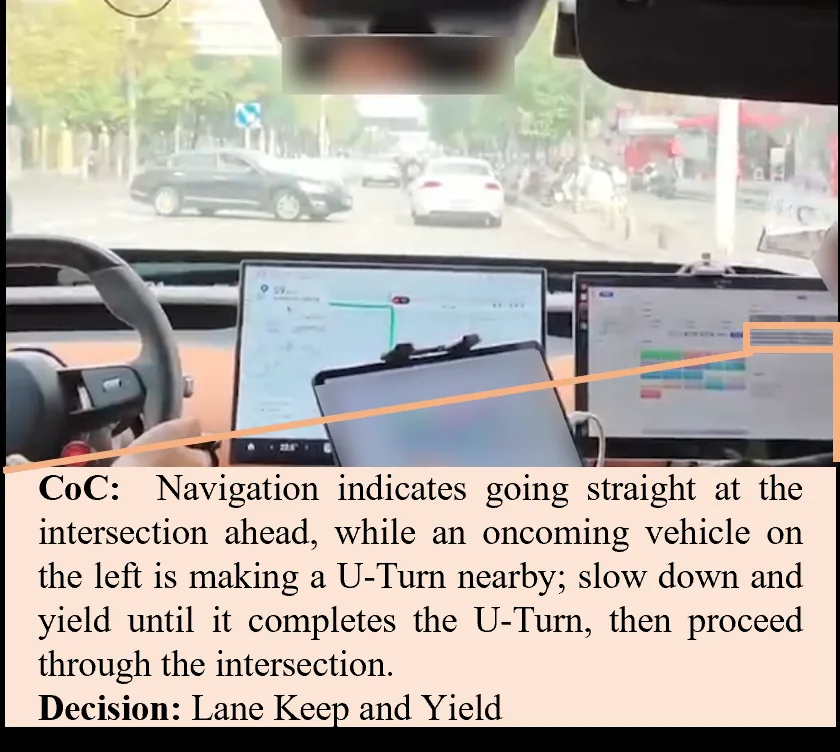 CoC: Navigation indicates going straight at the
intersection ahead, while an oncoming vehicle on
the left is making a U-Turn nearby; slow down and
yield until it completes the U-Turn, then proceed
through the intersection.
Decision: Lane Keep and Yield